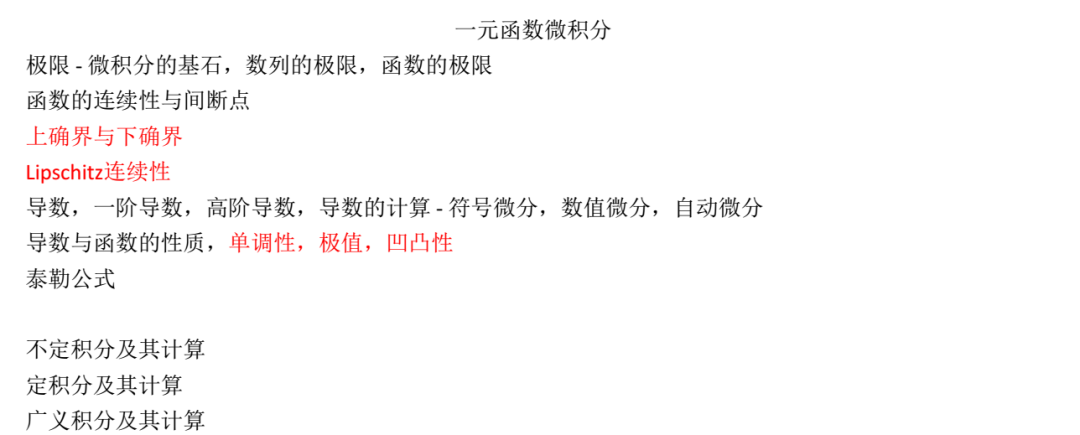 一元函数微积分
极限 - 微积分的基石，数列的极限，函数的极限
函数的连续性与间断点
上确界与下确界
Lipschitz连续性
导数，一阶导数，高阶导数，导数的计算 - 符号微分，数值微分，自动微分
导数与函数的性质，单调性，极值，凹凸性
泰勒公式
不定积分及其计算
定积分及其计算
广义积分及其计算